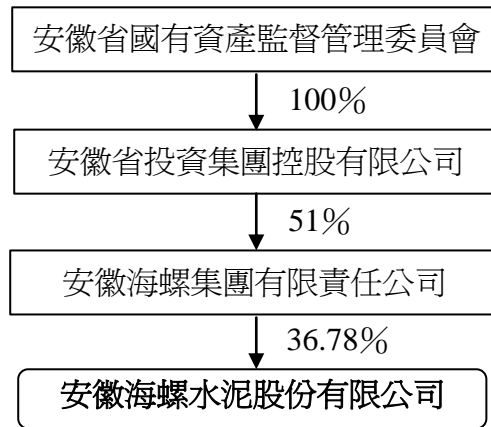 安徽省國有資產監督管理委員會
100%
安徽省投資集團控股有限公司
51%
安徽海螺集團有限責任公司
36.78%
安徽海螺水泥股份有限公司